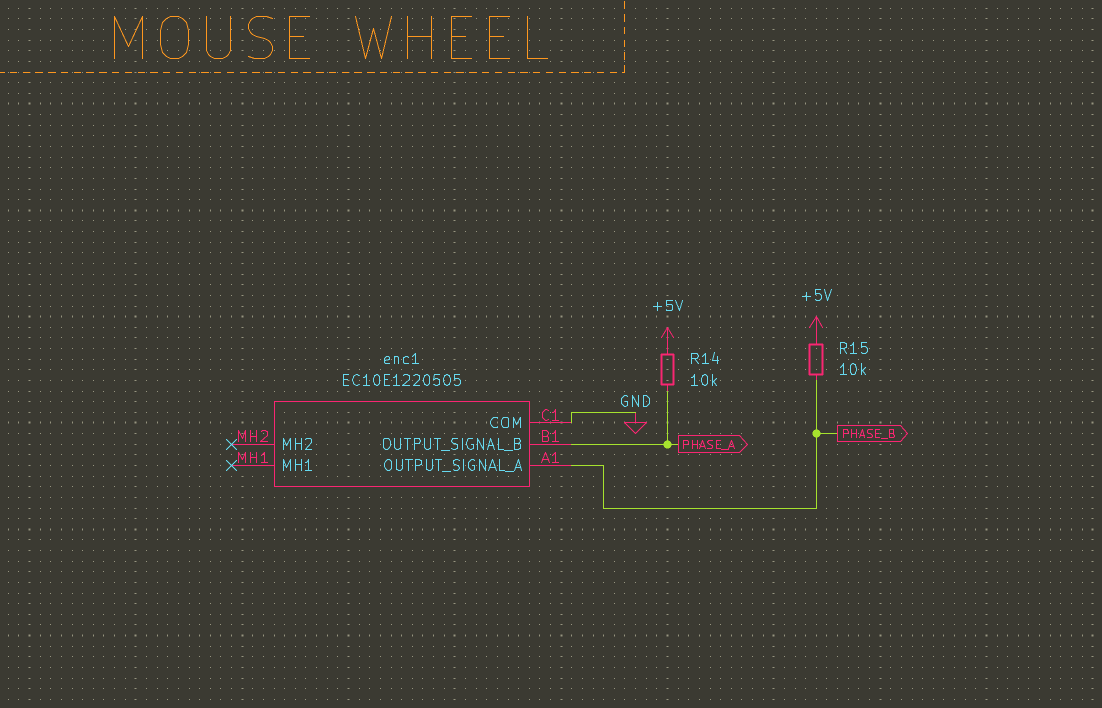 MOUSE WHEEL
+5V
+5V
R14
10k
R15
10k
enc1
EC10E1220505
GND
COM
C1
MH2
MH2
OUTPUT_SIGNAL_B
B1
PHASE_A
PHASE_B
MH1
MH1
OUTPUT_SIGNAL_A
A1